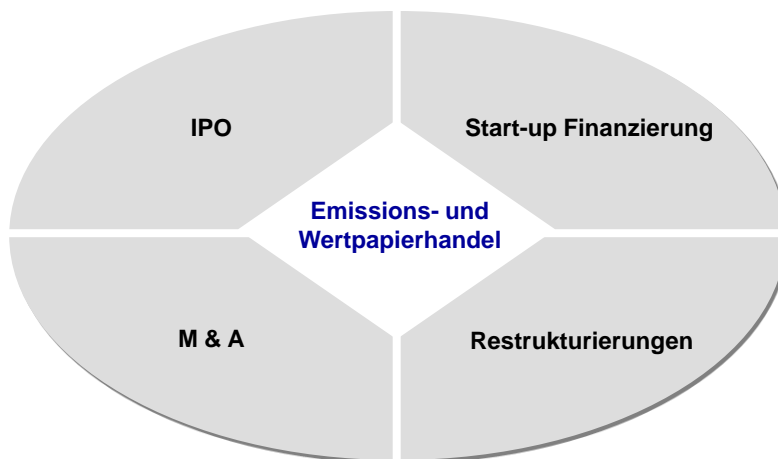 IPO
Start-up Finanzierung
Emissions- und
Wertpapierhandel
M & A
Restrukturierungen